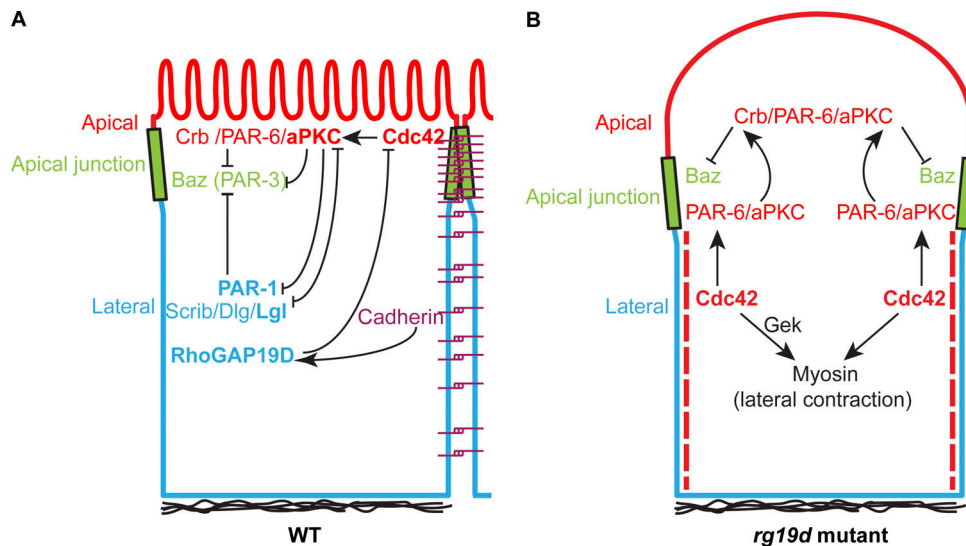 A
Apical
Crb /PAR-6/aPKC
Cdc42
Apical junction
Baz (PAR-3)
PAR-1
Lateral
Scrib/Dlg/Lgl
Cadherin
RhoGAP19D
WT
B
Apical
Crb/PAR-6/aPKC
Baz
Baz
Apical junction
PAR-6/aPKC
PAR-6/aPKC
Lateral
Cdc42
Cdc42
Gek
Myosin
(lateral contraction)
rg19d mutant